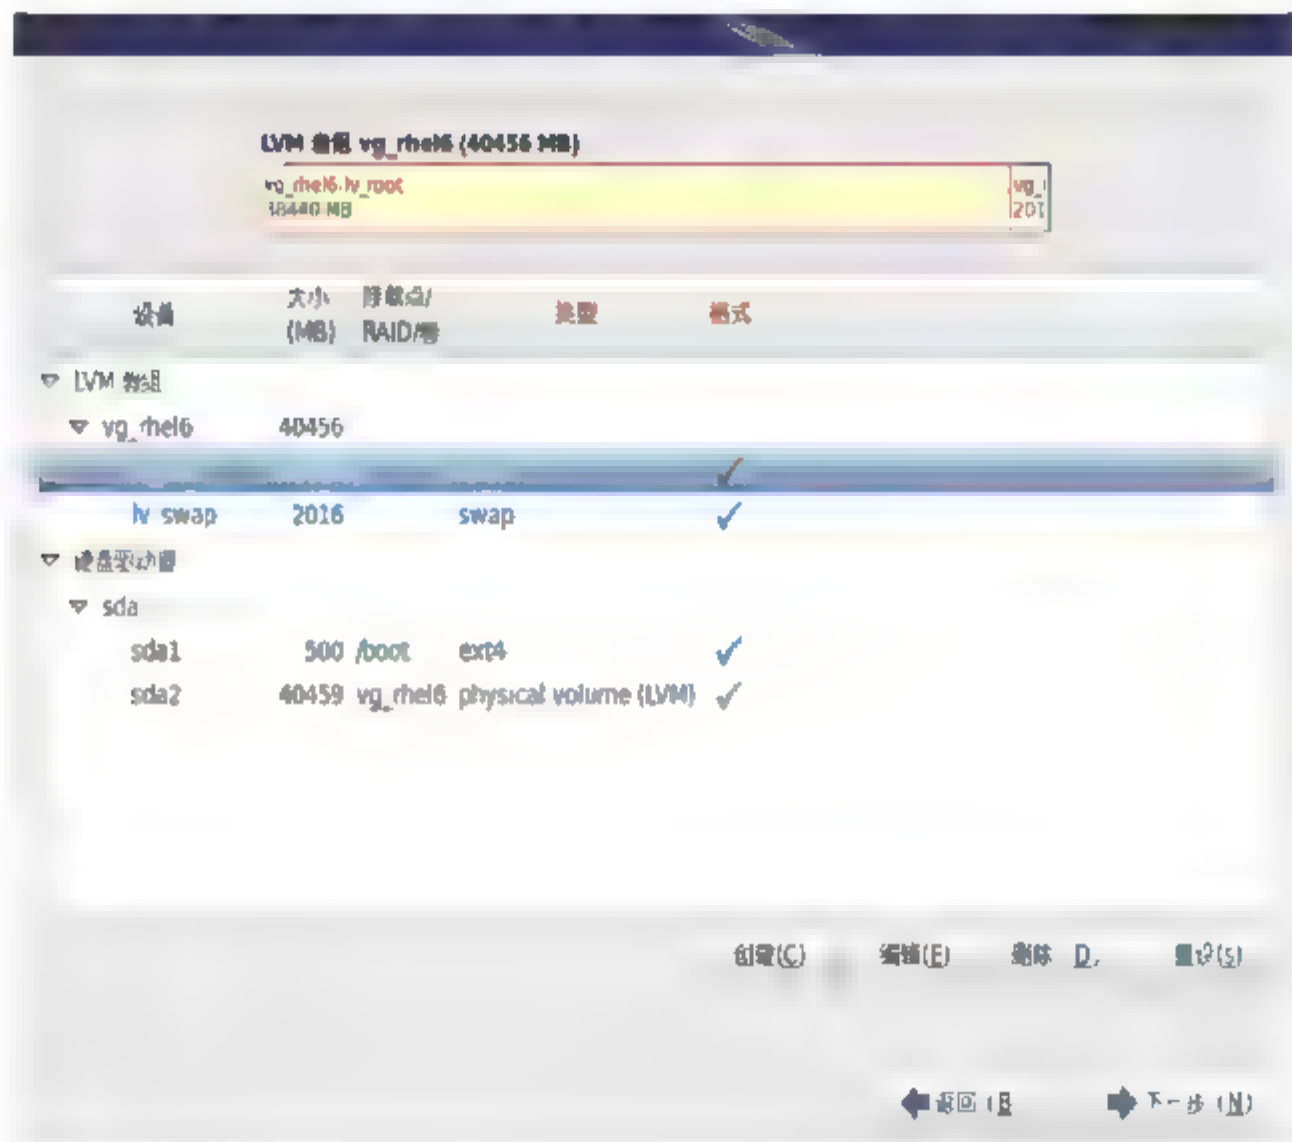 LVM 卷组 vg_rhel6 (40456 MB)
vg_rhel6-lv_root vg_
38440 MB 201
设备 大小 (MB) 挂载点/ RAID/卷 类型 格式
LVM 卷组
vg_rhel6 40456
lv_swap 2016 swap ✓
硬盘驱动器
sda
sda1 500 /boot ext4 ✓
sda2 40459 vg_rhel6 physical volume (LVM) ✓
创建(C) 编辑(E) 删除 D 重设(s)
返回 (B 下一步 (N)